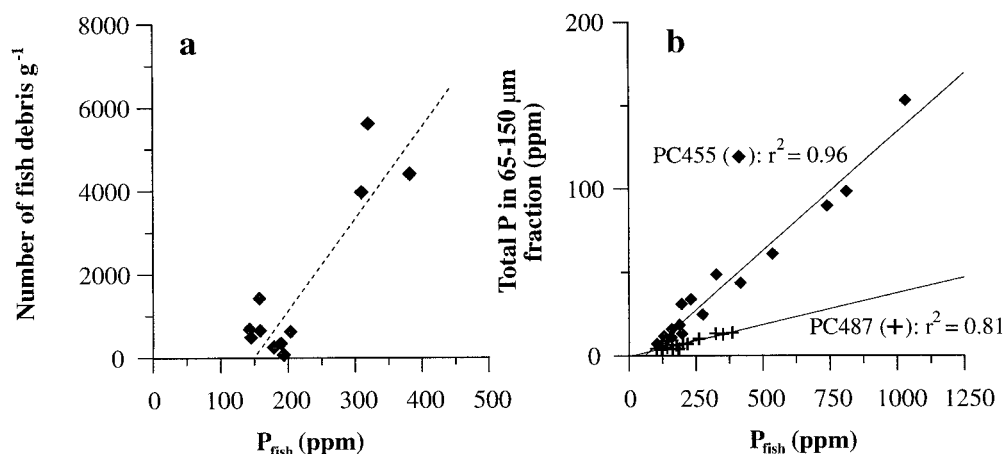 a
Number of fish debris g⁻¹
8000
6000
4000
2000
0
0 100 200 300 400 500
P_fish (ppm)
b
Total P in 65-150 µm
fraction (ppm)
200
100
0
PC455 (◆): r² = 0.96
PC487 (+): r² = 0.81
0 250 500 750 1000 1250
P_fish (ppm)